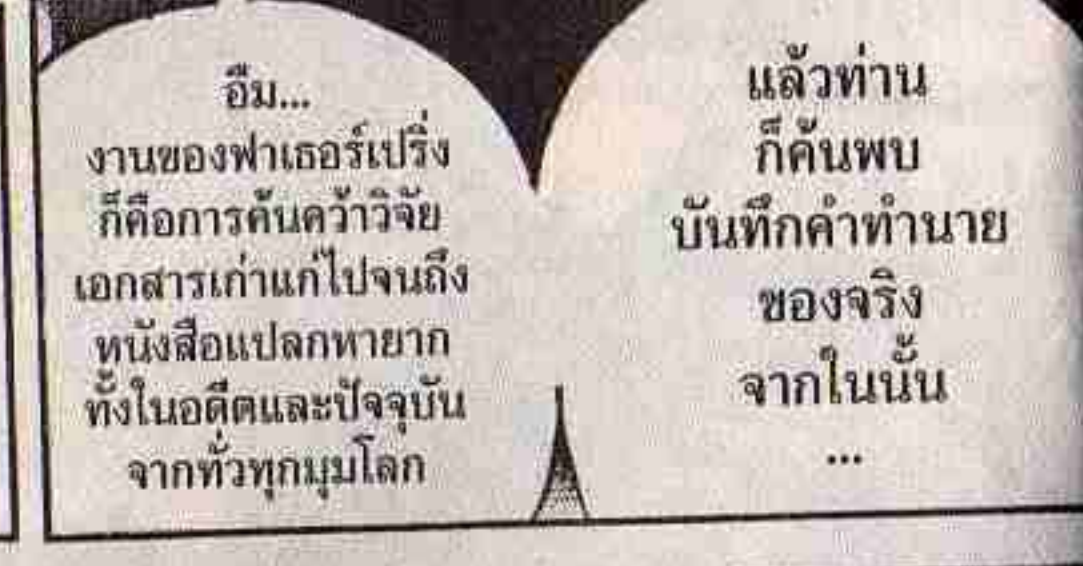 อืม...
งานของฟาเธอร์เปริ่ง
ก็คือการค้นคว้าวิจัย
เอกสารเก่าแก่ไปจนถึง
หนังสือแปลกหายาก
ทั้งในอดีตและปัจจุบัน
จากทั่วทุกมุมโลก
แล้วท่าน
ก็ค้นพบ
บันทึกคำทำนาย
ของจริง
จากในนั้น
...